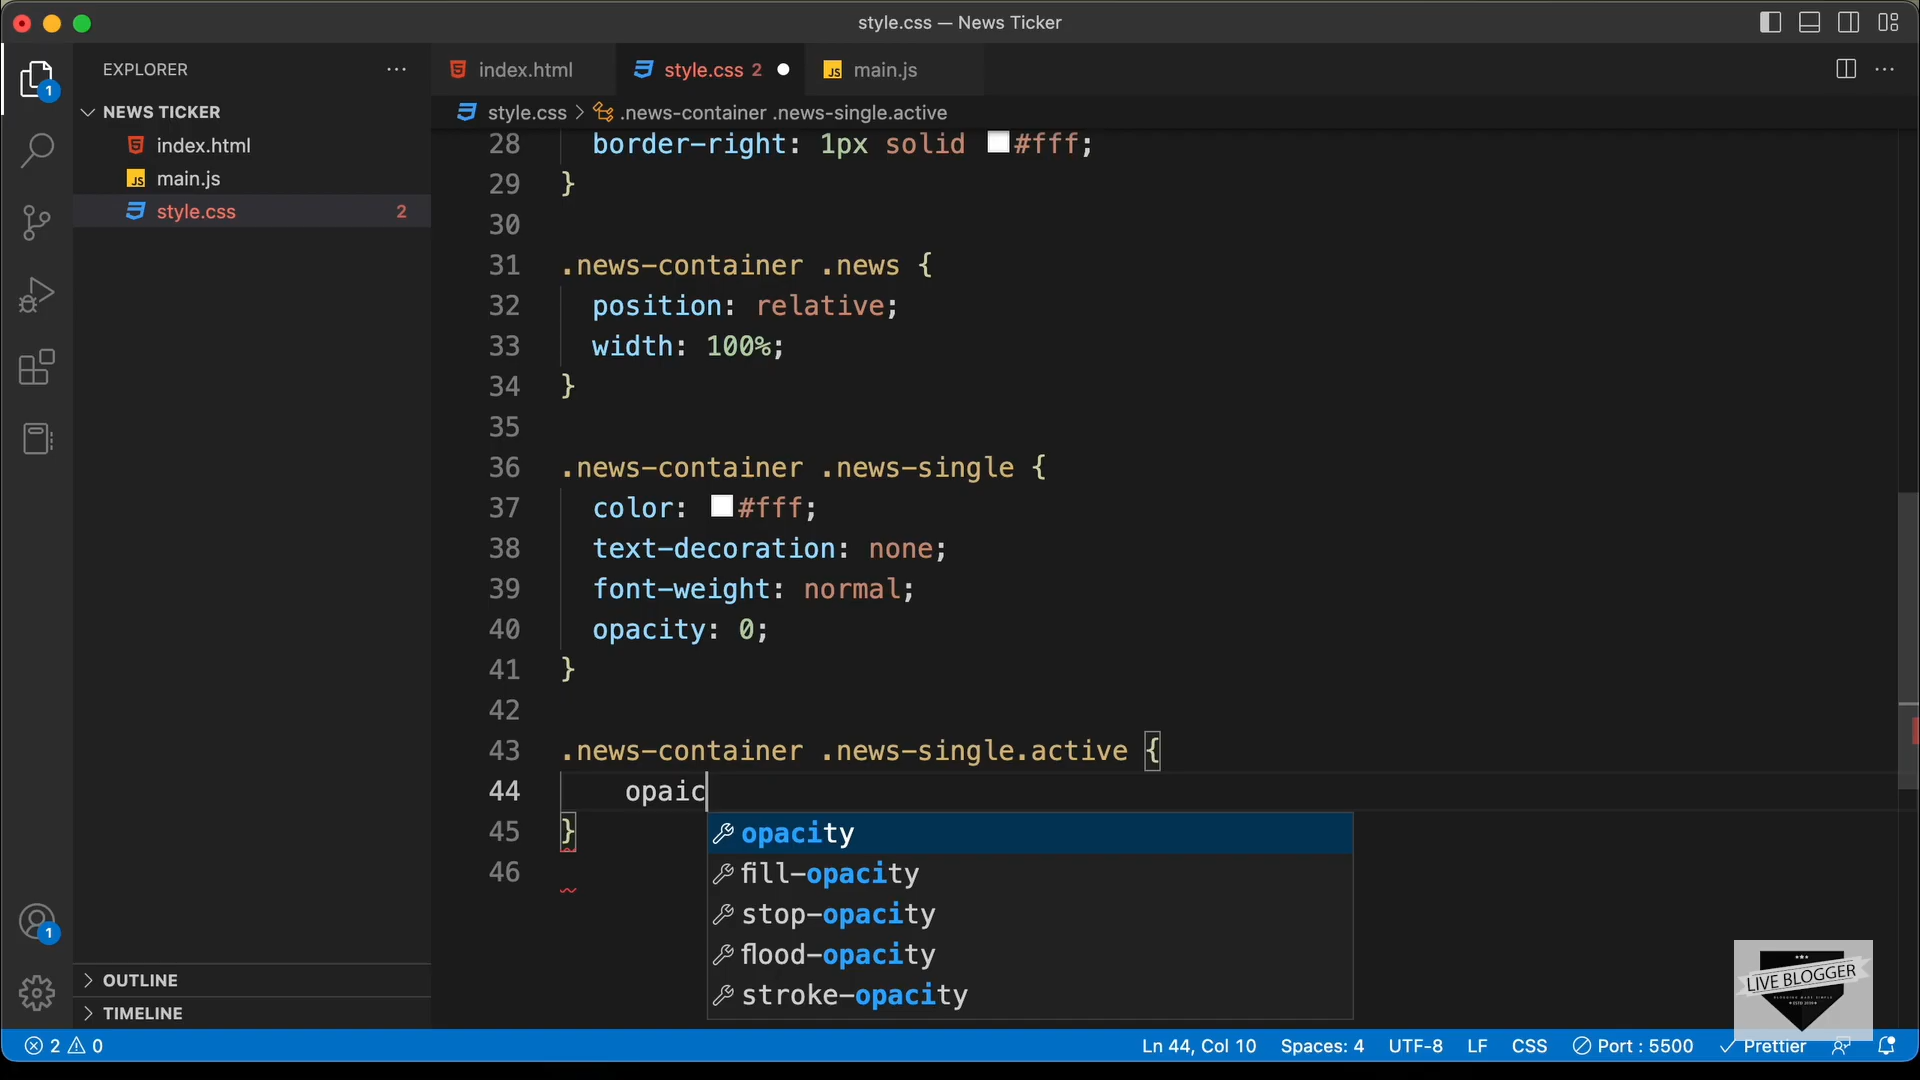 style.css — News Ticker
EXPLORER
index.html
style.css 2
main.js
1
NEWS TICKER
index.html
main.js
style.css 2
style.css > .news-container .news-single.active
28 border-right: 1px solid #fff;
29 }
30
31 .news-container .news {
32 position: relative;
33 width: 100%;
34 }
35
36 .news-container .news-single {
37 color: #fff;
38 text-decoration: none;
39 font-weight: normal;
40 opacity: 0;
41 }
42
43 .news-container .news-single.active {
44 opaic
45 }
46
opacity
fill-opacity
stop-opacity
flood-opacity
stroke-opacity
1
OUTLINE
TIMELINE
LIVE BLOGGER
2 0
Ln 44, Col 10 Spaces: 4 UTF-8 LF CSS Port : 5500 Prettier